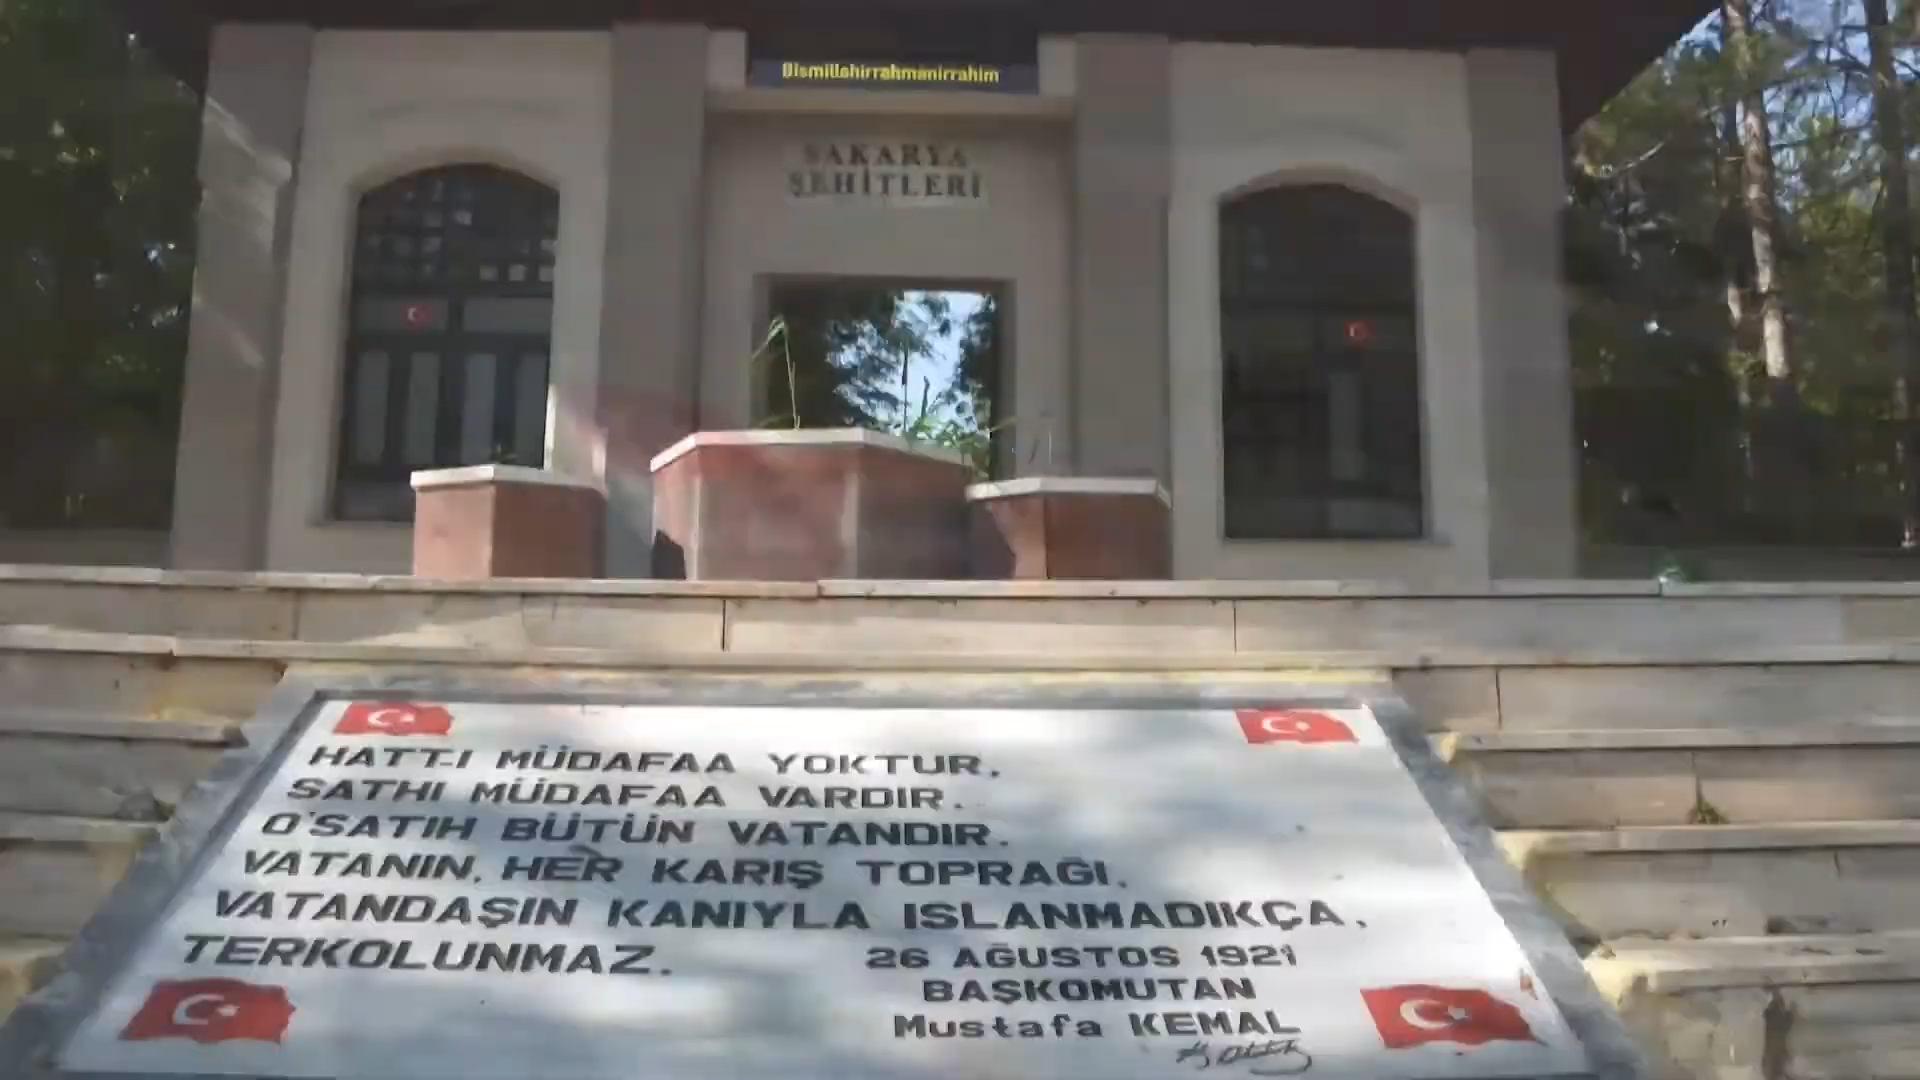 Bismillahirrahmanirrahim
SAKARYA
ŞEHİTLERİ
HATT-I MÜDAFAA YOKTUR.
SATHI MÜDAFAA VARDIR.
O'SATIH BÜTÜN VATANDIR.
VATANIN, HER KARIŞ TOPRAĞI,
VATANDAŞIN KANIYLA ISLANMADIKÇA,
TERKOLUNMAZ.
26 AĞUSTOS 1921
BAŞKOMUTAN
Mustafa KEMAL